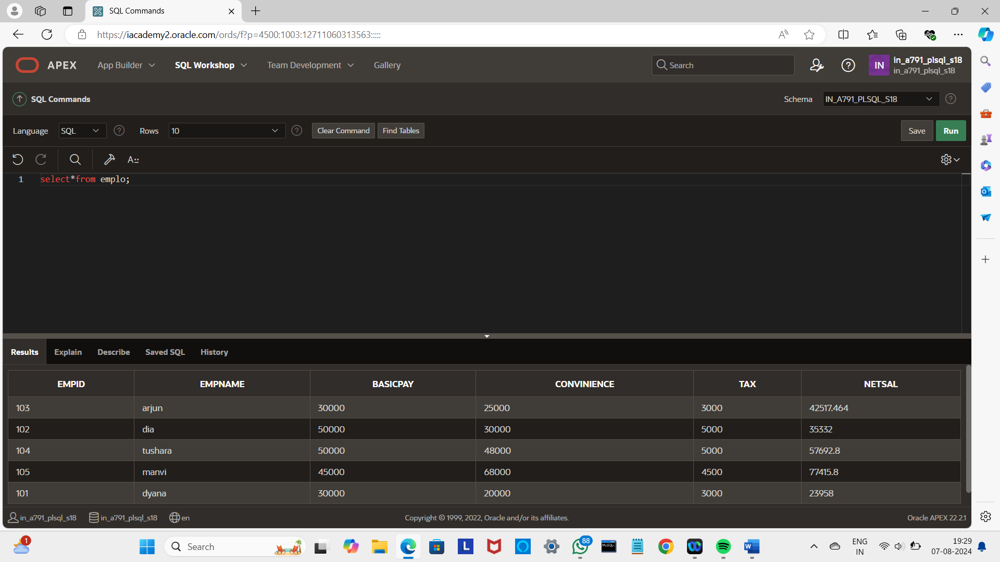 SQL Commands
https://iacademy2.oracle.com/ords/f?p=4500:1003:12711060313563:::::
APEX App Builder SQL Workshop Team Development Gallery Search IN in_a791_plsql_s18
in_a791_plsql_s18
SQL Commands Schema IN_A791_PLSQL_S18
Language SQL Rows 10 Clear Command Find Tables Save Run
A::
1 select*from emplo;
Results Explain Describe Saved SQL History
EMPID EMPNAME BASICPAY CONVINIENCE TAX NETSAL
103 arjun 30000 25000 3000 42517.464
102 dia 50000 30000 5000 35332
104 tushara 50000 48000 5000 57692.8
105 manvi 45000 68000 4500 77415.8
101 dyana 30000 20000 3000 23958
in_a791_plsql_s18 in_a791_plsql_s18 en Copyright © 1999, 2022, Oracle and/or its affiliates. Oracle APEX 22.2.1
1 Search L 88 MySQL W ENG
IN 19:29
07-08-2024